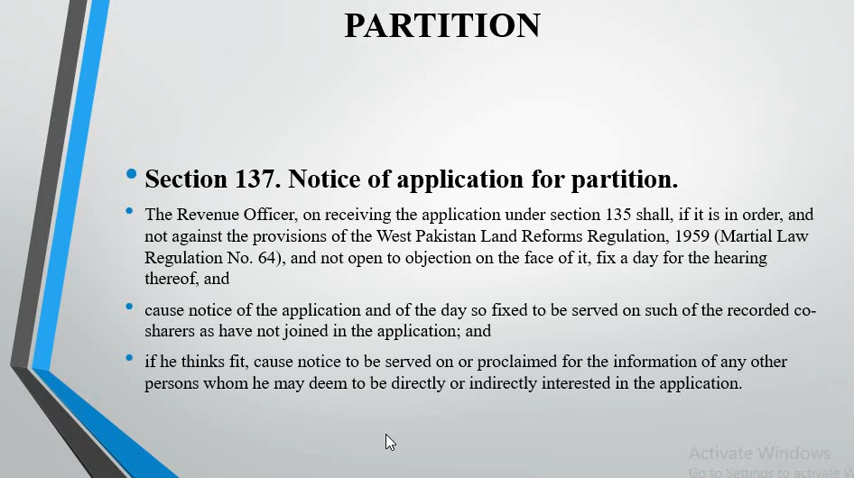 PARTITION
Section 137. Notice of application for partition.
The Revenue Officer, on receiving the application under section 135 shall, if it is in order, and
not against the provisions of the West Pakistan Land Reforms Regulation, 1959 (Martial Law
Regulation No. 64), and not open to objection on the face of it, fix a day for the hearing
thereof, and
cause notice of the application and of the day so fixed to be served on such of the recorded co-
sharers as have not joined in the application; and
if he thinks fit, cause notice to be served on or proclaimed for the information of any other
persons whom he may deem to be directly or indirectly interested in the application.
Activate Windows
Go to Settings to activate W